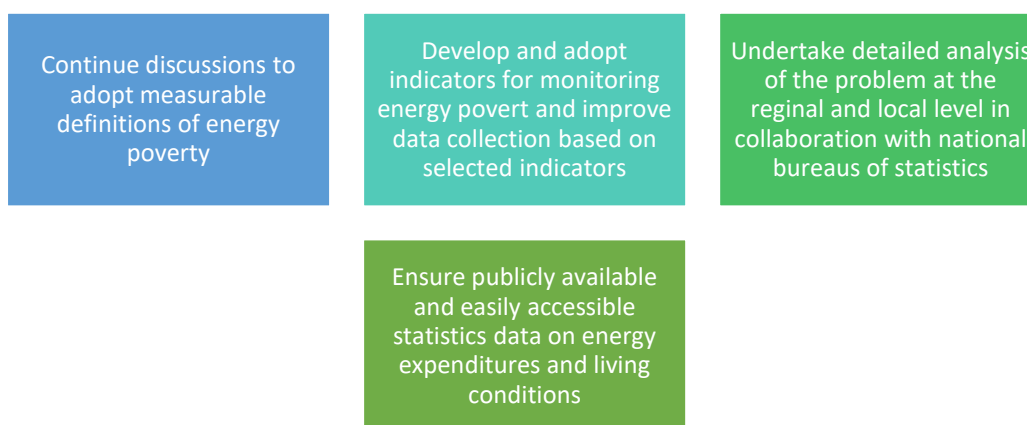 Continue discussions to
adopt measurable
definitions of energy
poverty
Develop and adopt
indicators for monitoring
energy povert and improve
data collection based on
selected indicators
Undertake detailed analysis
of the problem at the
reginal and local level in
collaboration with national
bureaus of statistics
Ensure publicly available
and easily accessible
statistics data on energy
expenditures and living
conditions